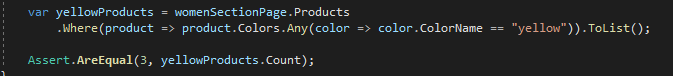 var yellowProducts = womenSectionPage.Products
.Where(product => product.Colors.Any(color => color.ColorName == "yellow")).ToList();
Assert.AreEqual(3, yellowProducts.Count);